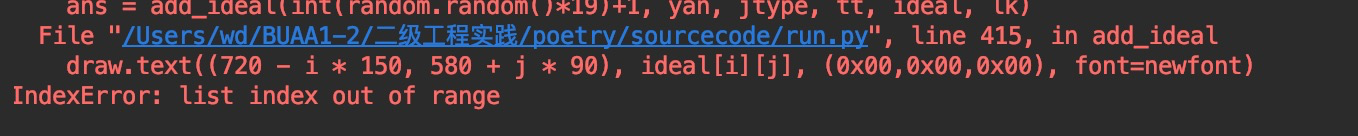 ans = add_ideal(int(random.random()*19)+1, yan, jtype, tt, ideal, lk)
File "/Users/wd/BUAA1-2/二级工程实践/poetry/sourcecode/run.py", line 415, in add_ideal
draw.text((720 - i * 150, 580 + j * 90), ideal[i][j], (0x00,0x00,0x00), font=newfont)
IndexError: list index out of range